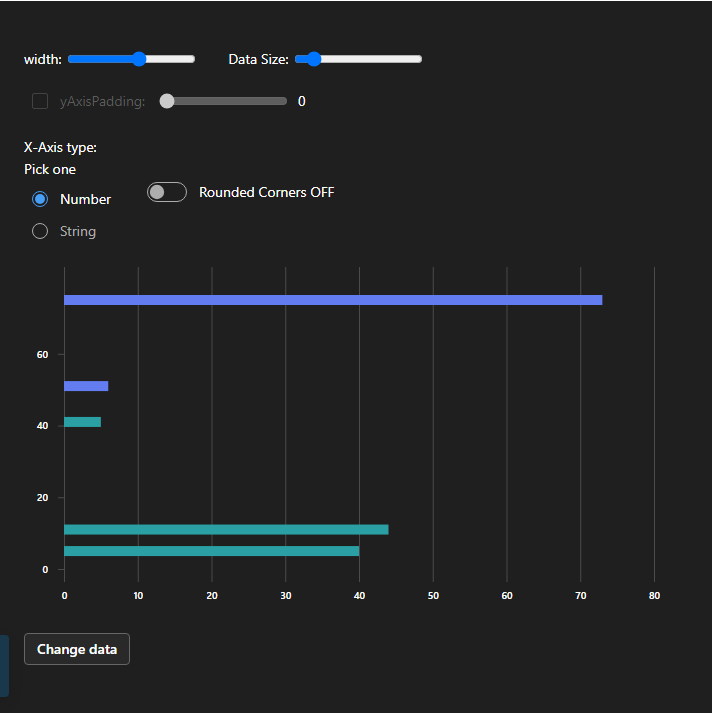 width: Data Size:
yAxisPadding: 0
X-Axis type:
Pick one
Number Rounded Corners OFF
String
60
40
20
0
0 10 20 30 40 50 60 70 80
Change data